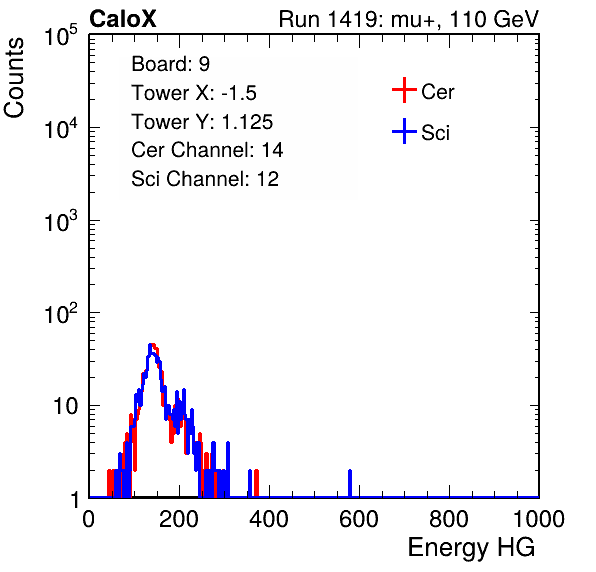 CaloX Run 1419: mu+, 110 GeV
Counts
10^5
10^4
10^3
10^2
10
1
Board: 9
Tower X: -1.5
Tower Y: 1.125
Cer Channel: 14
Sci Channel: 12
Cer
Sci
0 200 400 600 800 1000
Energy HG